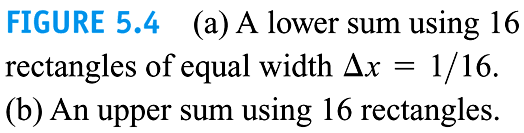 FIGURE 5.4 (a) A lower sum using 16
rectangles of equal width Δx = 1/16.
(b) An upper sum using 16 rectangles.